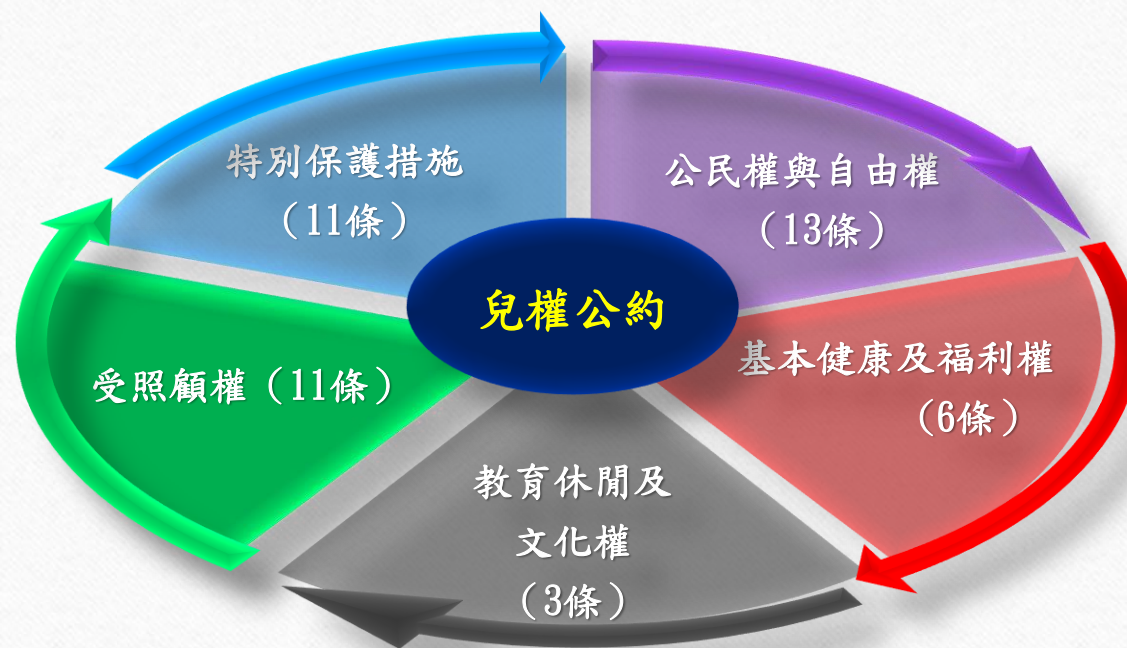 特別保護措施
（11條）
公民權與自由權
（13條）
兒權公約
基本健康及福利權
（6條）
受照顧權（11條）
教育休閒及
文化權
（3條）